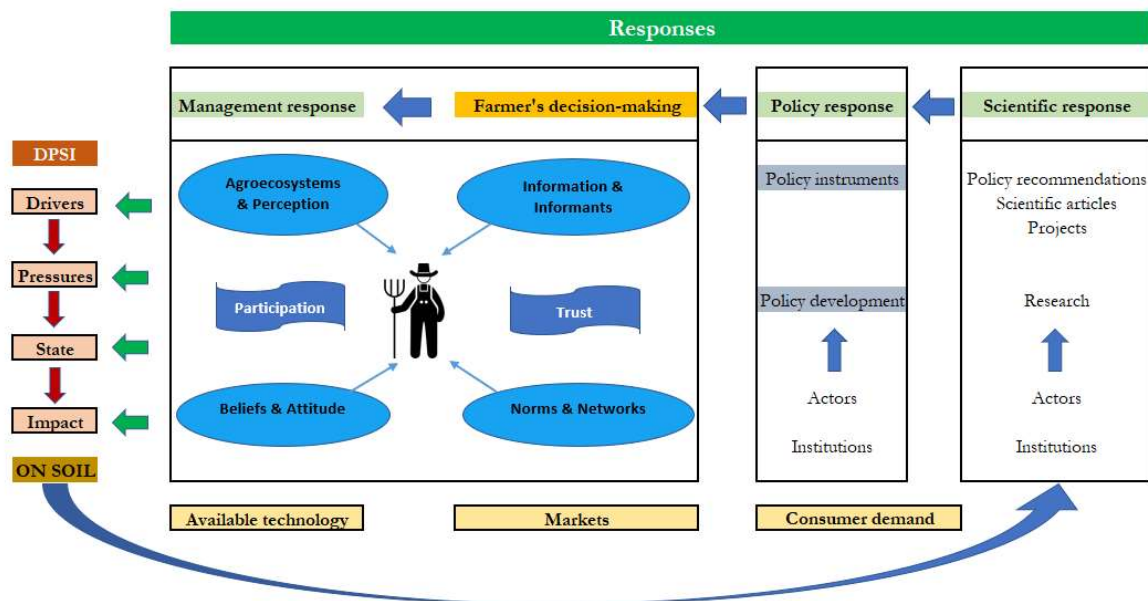 Responses
Management response
Farmer's decision-making
Policy response
Scientific response
DPSI
Drivers
Pressures
State
Impact
ON SOIL
Agroecosystems
& Perception
Information &
Informants
Participation
Trust
Beliefs & Attitude
Norms & Networks
Policy instruments
Policy development
Actors
Institutions
Policy recommendations
Scientific articles
Projects
Research
Actors
Institutions
Available technology
Markets
Consumer demand